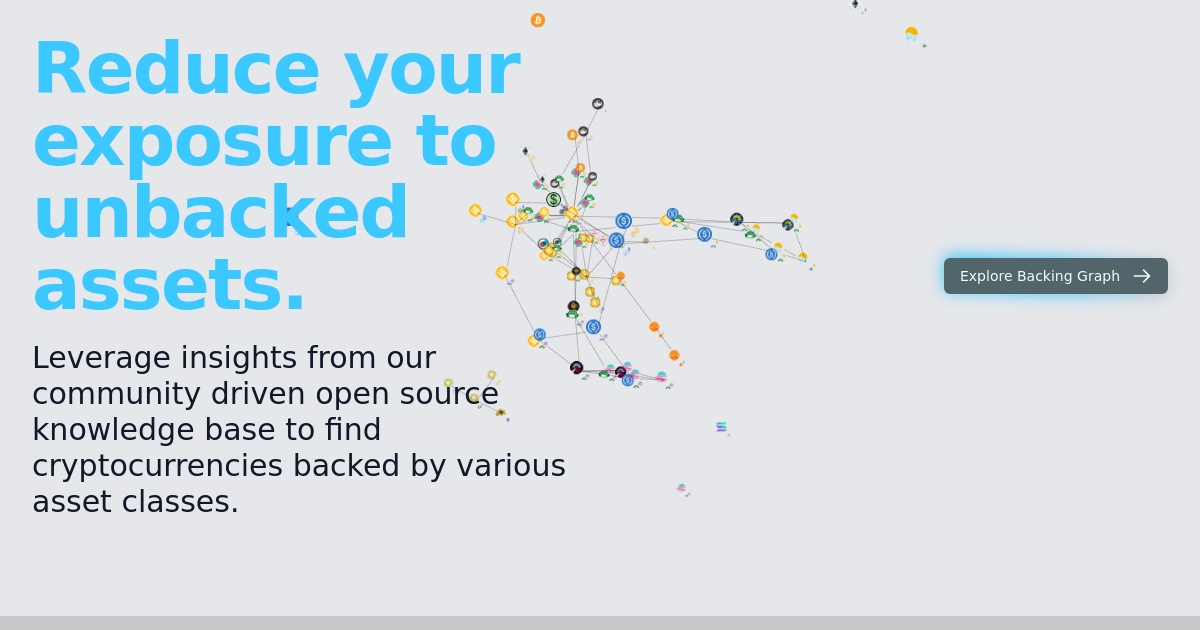 Reduce your
exposure to
unbacked
assets.
Leverage insights from our
community driven open source
knowledge base to find
cryptocurrencies backed by various
asset classes.
Explore Backing Graph